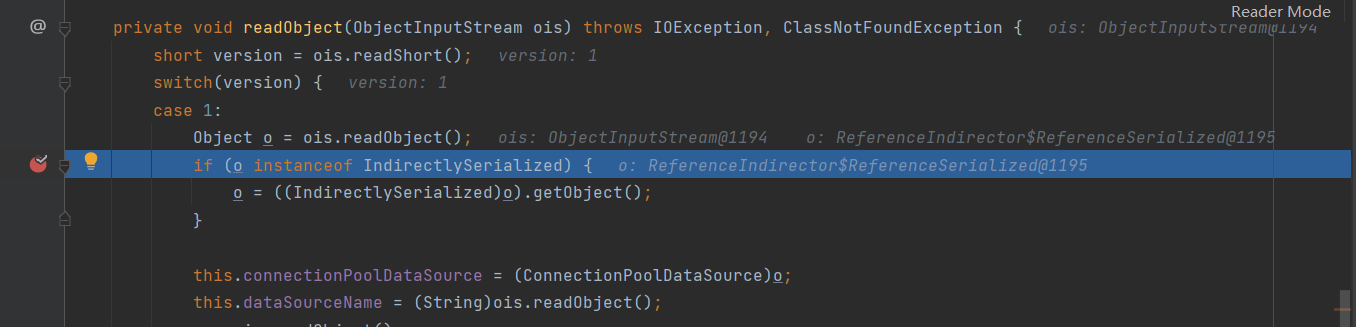 Reader Mode
@ private void readObject(ObjectInputStream ois) throws IOException, ClassNotFoundException { ois: ObjectInputStream@1194
short version = ois.readShort(); version: 1
switch(version) { version: 1
case 1:
Object o = ois.readObject(); ois: ObjectInputStream@1194 o: ReferenceIndirector$ReferenceSerialized@1195
if (o instanceof IndirectlySerialized) { o: ReferenceIndirector$ReferenceSerialized@1195
o = ((IndirectlySerialized)o).getObject();
}
this.connectionPoolDataSource = (ConnectionPoolDataSource)o;
this.dataSourceName = (String)ois.readObject();